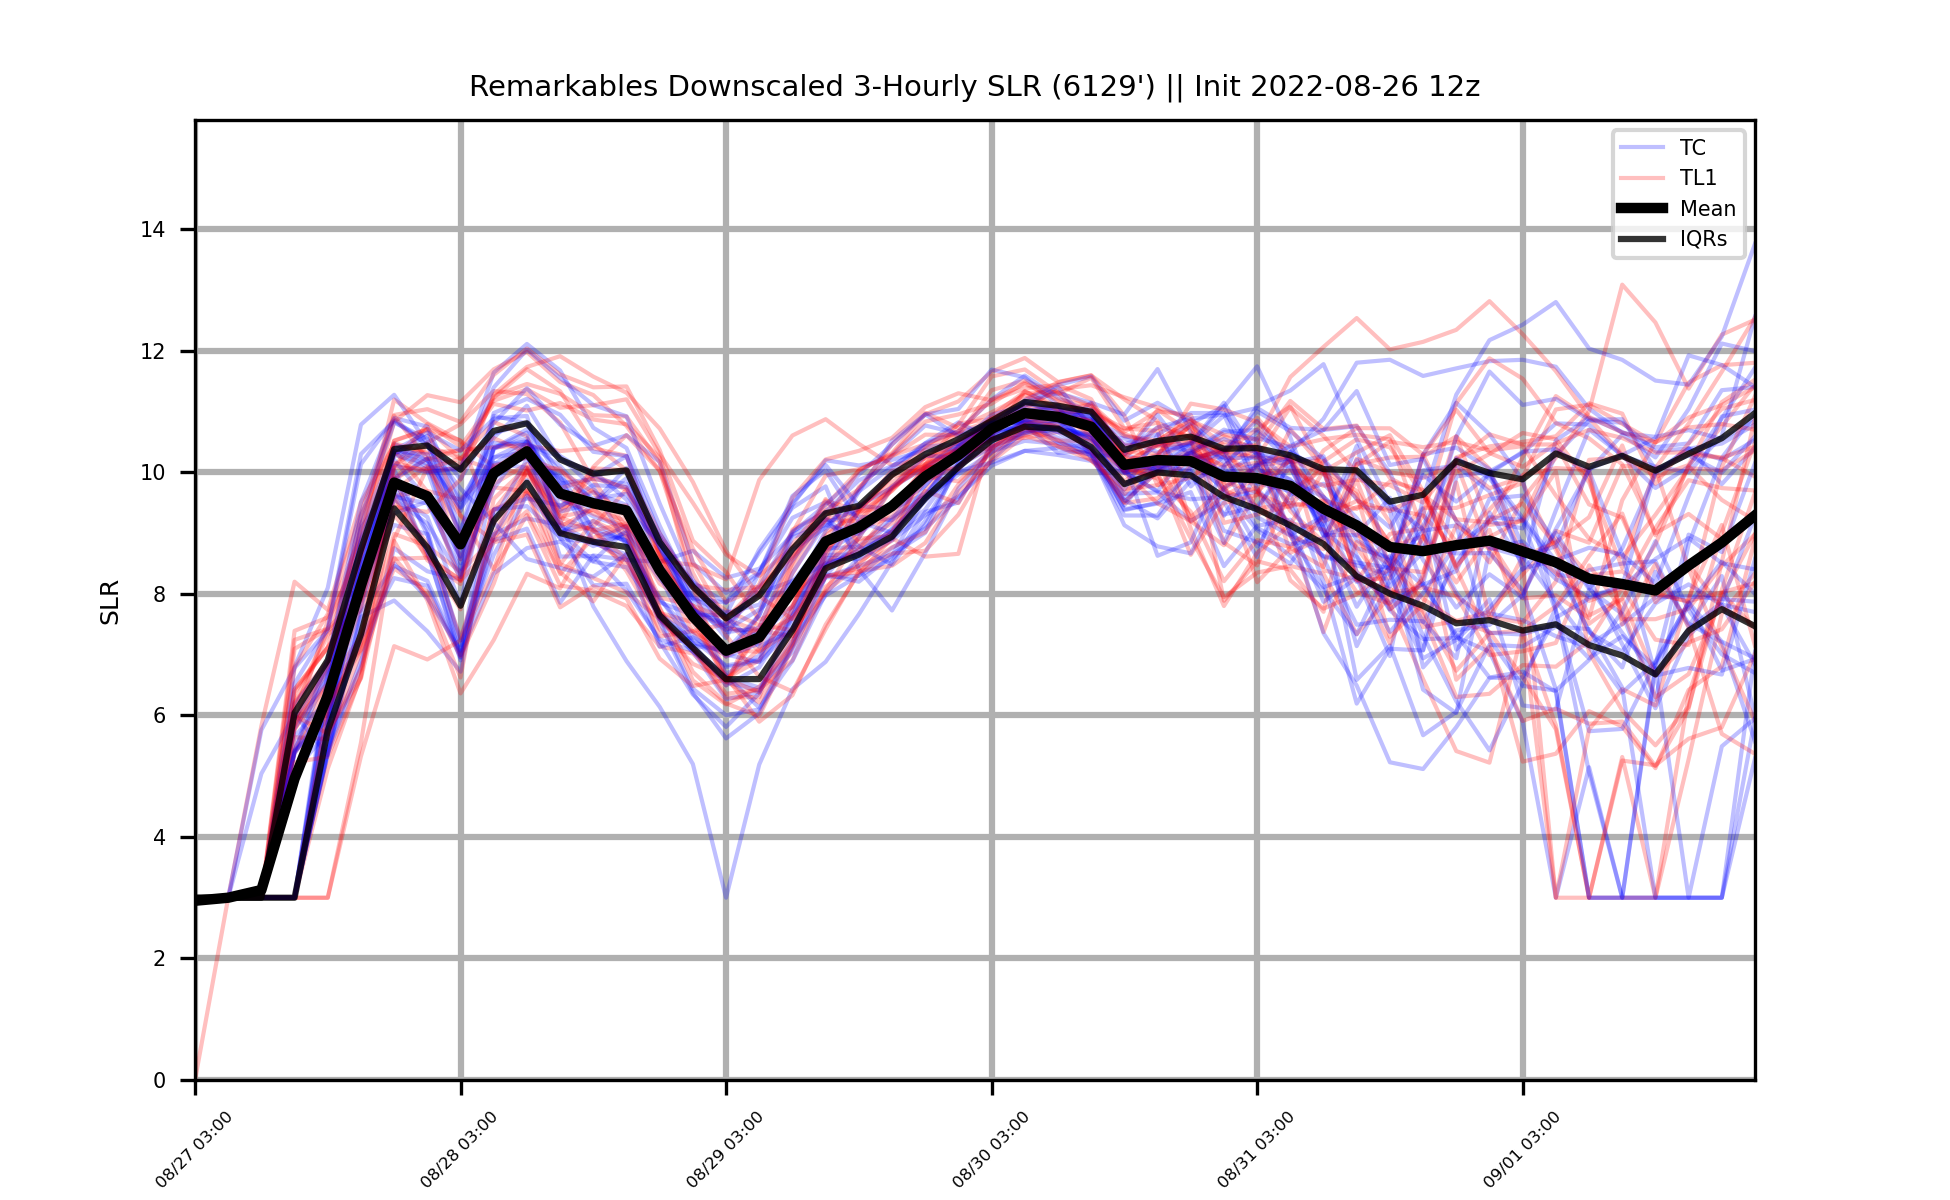 Remarkables Downscaled 3-Hourly SLR (6129') || Init 2022-08-26 12z
TC
TL1
Mean
IQRs
SLR
14
12
10
8
6
4
2
0
08/27 03:00
08/28 03:00
08/29 03:00
08/30 03:00
08/31 03:00
09/01 03:00